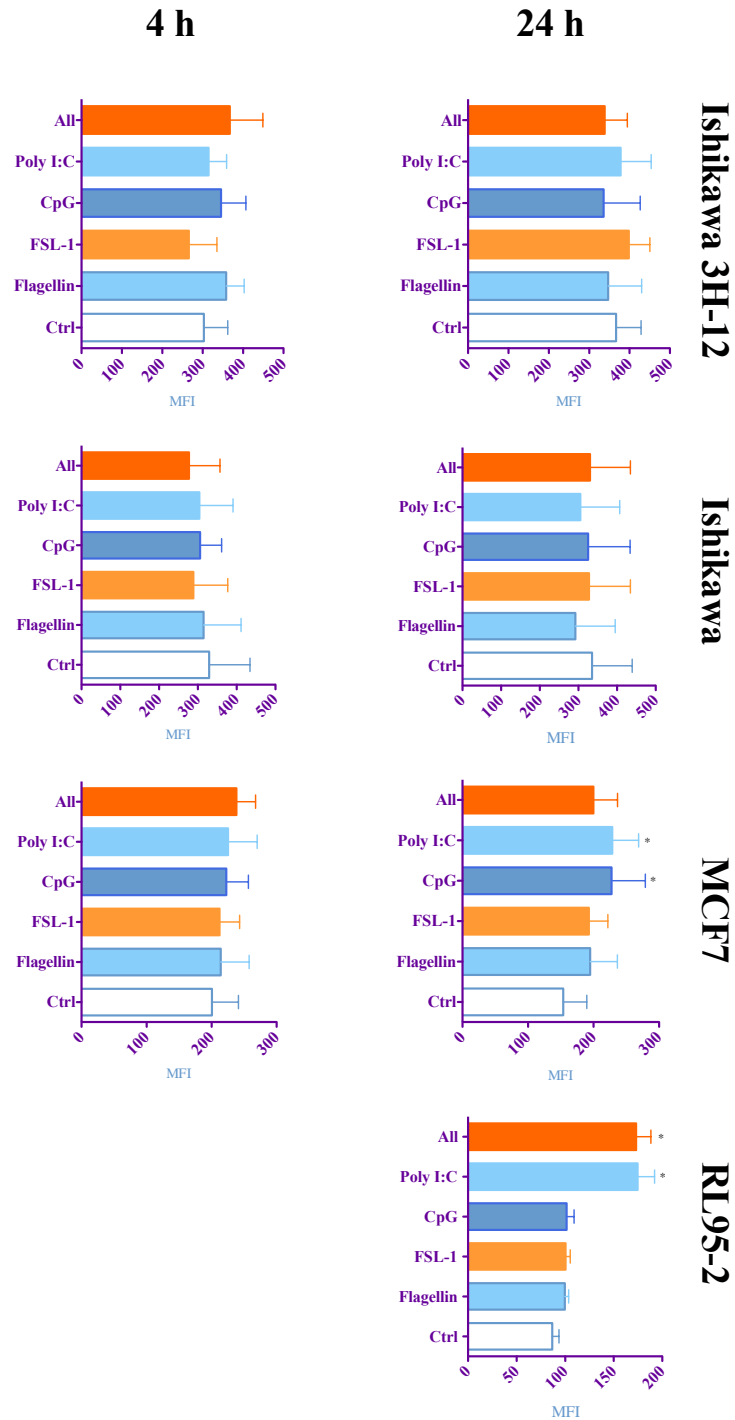 4 h
24 h
Ishikawa 3H-12
All
Poly I:C
CpG
FSL-1
Flagellin
Ctrl
0
100
200
300
400
500
MFI
All
Poly I:C
CpG
FSL-1
Flagellin
Ctrl
0
100
200
300
400
500
MFI
Ishikawa
All
Poly I:C
CpG
FSL-1
Flagellin
Ctrl
0
100
200
300
400
500
MFI
All
Poly I:C
CpG
FSL-1
Flagellin
Ctrl
0
100
200
300
400
500
MFI
MCF7
All
Poly I:C
CpG
FSL-1
Flagellin
Ctrl
0
100
200
300
MFI
All
Poly I:C
*
CpG
*
FSL-1
Flagellin
Ctrl
0
100
200
300
MFI
RL95-2
All
*
Poly I:C
*
CpG
FSL-1
Flagellin
Ctrl
0
50
100
150
200
MFI